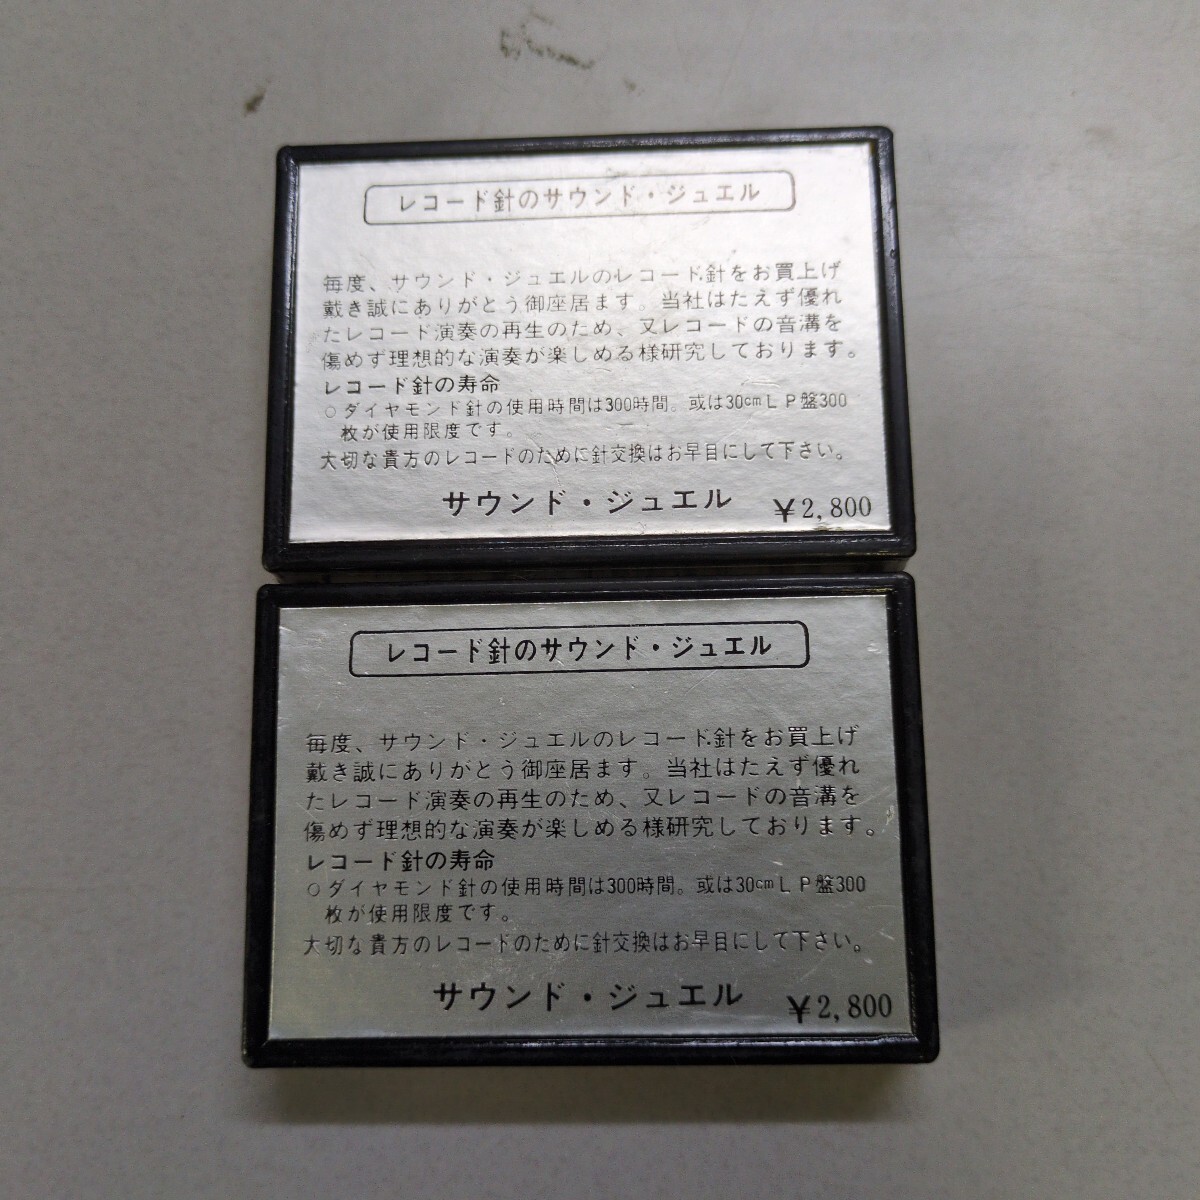 レコード針のサウンド・ジュエル
毎度、サウンド・ジュエルのレコード針をお買上げ
戴き誠にありがとう御座居ます。当社はたえず優れ
たレコード演奏の再生のため、又レコードの音溝を
傷めず理想的な演奏が楽しめる様研究しております。
レコード針の寿命
○ダイヤモンド針の使用時間は300時間。或は30cmLP盤300
枚が使用限度です。
大切な貴方のレコードのために針交換はお早目にして下さい。
サウンド・ジュエル ¥2,800
レコード針のサウンド・ジュエル
毎度、サウンド・ジュエルのレコード針をお買上げ
戴き誠にありがとう御座居ます。当社はたえず優れ
たレコード演奏の再生のため、又レコードの音溝を
傷めず理想的な演奏が楽しめる様研究しております。
レコード針の寿命
○ダイヤモンド針の使用時間は300時間。或は30cmLP盤300
枚が使用限度です。
大切な貴方のレコードのために針交換はお早目にして下さい。
サウンド・ジュエル ¥2,800